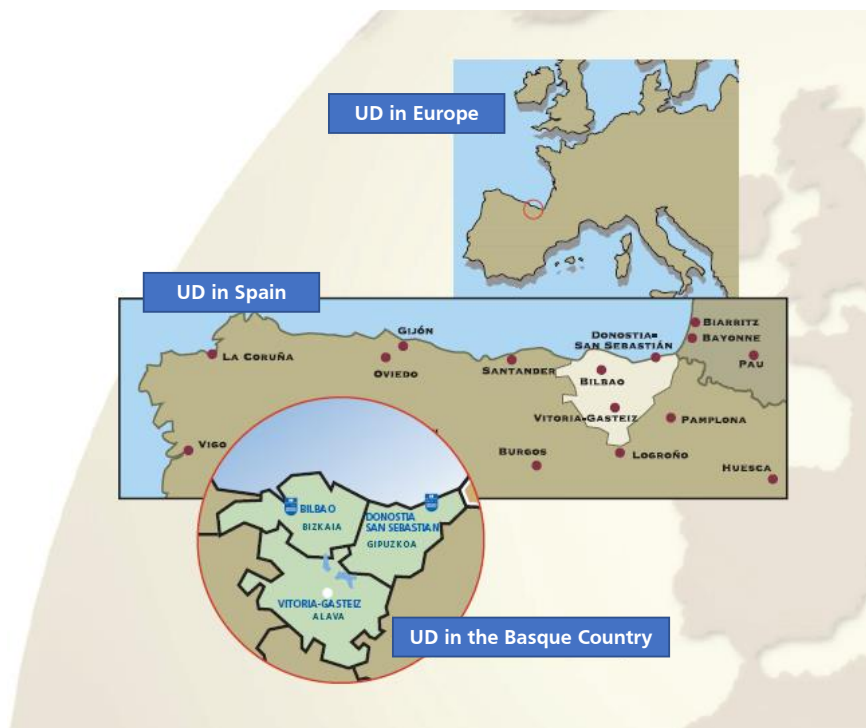 UD in Europe
UD in Spain
BIARRITZ
GIJÓN
DONOSTIA-
SAN SEBASTIÁN
BAYONNE
LA CORUÑA
OVIEDO
SANTANDER
PAU
BILBAO
VITORIA-GASTEIZ
PAMPLONA
VIGO
BURGOS
LOGROÑO
HUESCA
BILBAO
BIZKAIA
DONOSTIA
SAN SEBASTIAN
GIPUZKOA
VITORIA-GASTEIZ
ALAVA
UD in the Basque Country